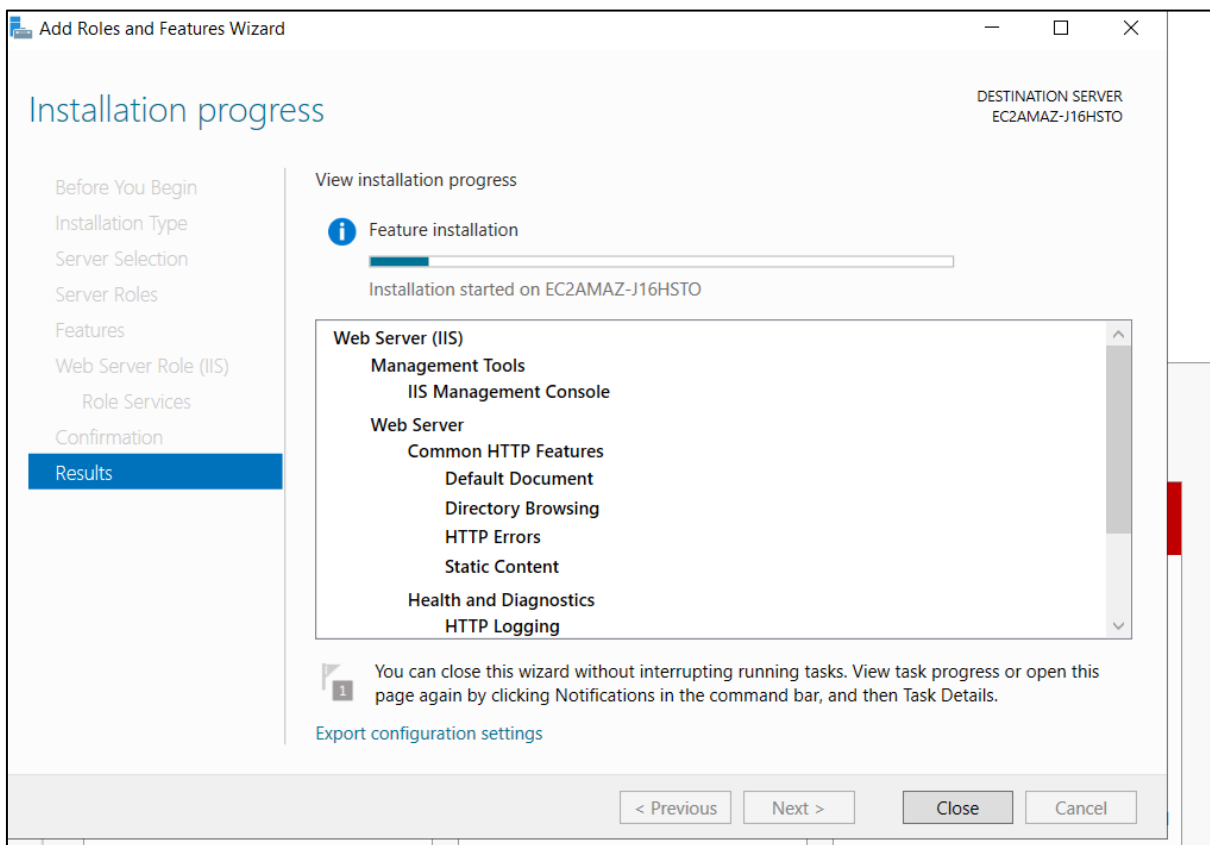 Add Roles and Features Wizard
Installation progress
DESTINATION SERVER
EC2AMAZ-J16HSTO
Before You Begin
Installation Type
Server Selection
Server Roles
Features
Web Server Role (IIS)
Role Services
Confirmation
Results
View installation progress
Feature installation
Installation started on EC2AMAZ-J16HSTO
Web Server (IIS)
Management Tools
IIS Management Console
Web Server
Common HTTP Features
Default Document
Directory Browsing
HTTP Errors
Static Content
Health and Diagnostics
HTTP Logging
1
You can close this wizard without interrupting running tasks. View task progress or open this
page again by clicking Notifications in the command bar, and then Task Details.
Export configuration settings
< Previous
Next >
Close
Cancel